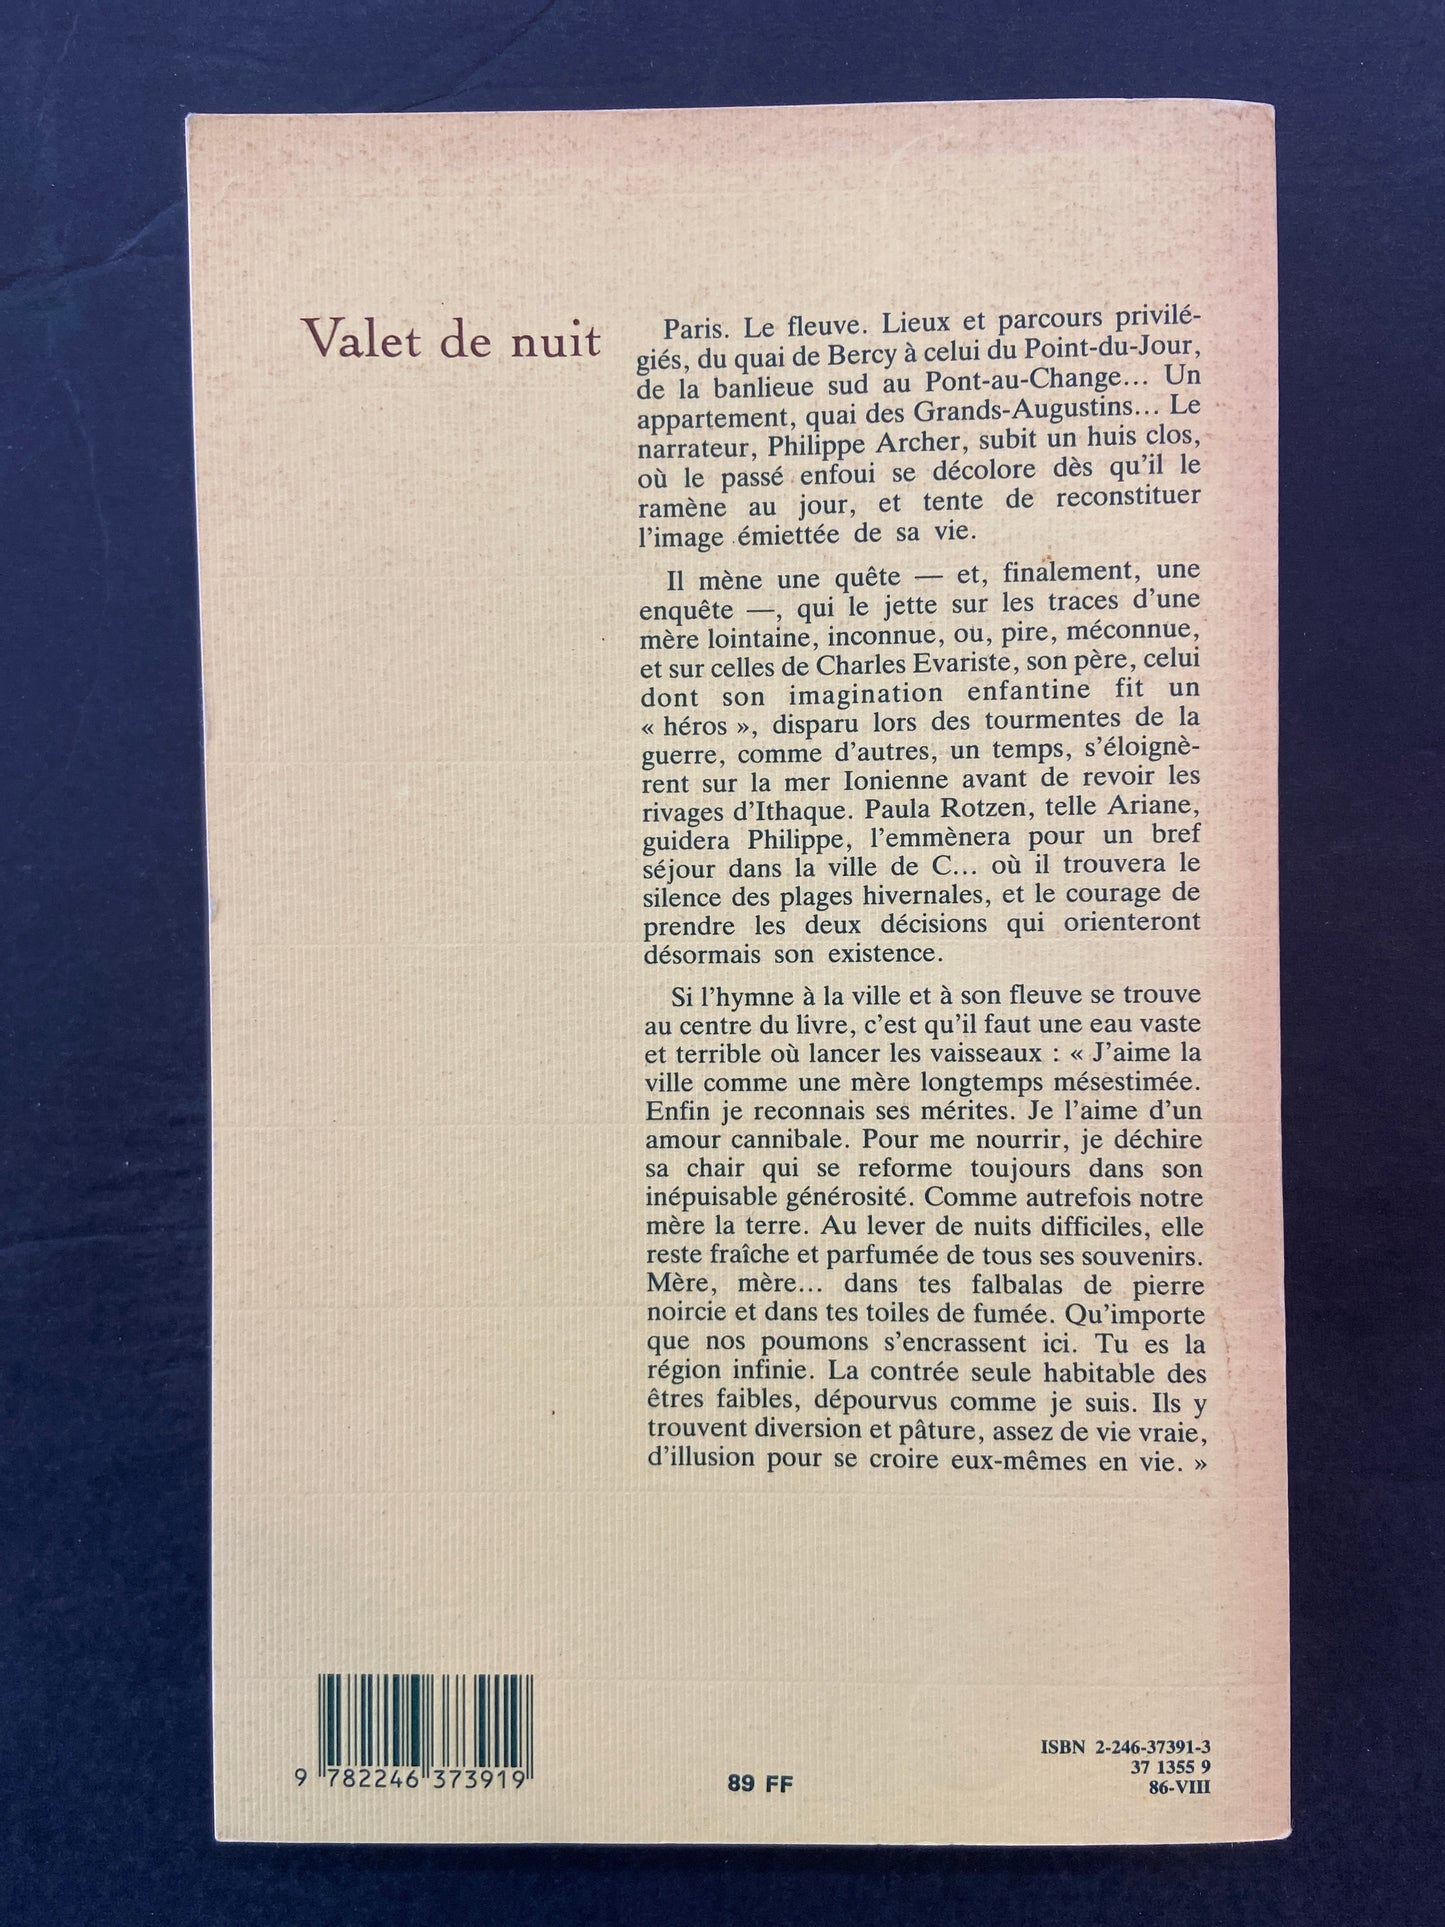 Valet de nuit
Paris. Le fleuve. Lieux et parcours privilé-
giés, du quai de Bercy à celui du Point-du-Jour,
de la banlieue sud au Pont-au-Change... Un
appartement, quai des Grands-Augustins... Le
narrateur, Philippe Archer, subit un huis clos,
où le passé enfoui se décolore dès qu'il le
ramène au jour, et tente de reconstituer
l'image émiettée de sa vie.
Il mène une quête — et, finalement, une
enquête —, qui le jette sur les traces d'une
mère lointaine, inconnue, ou, pire, méconnue,
et sur celles de Charles Evariste, son père, celui
dont son imagination enfantine fit un
« héros », disparu lors des tourmentes de la
guerre, comme d'autres, un temps, s'éloignè-
rent sur la mer Ionienne avant de revoir les
rivages d'Ithaque. Paula Rotzen, telle Ariane,
guidera Philippe, l'emmènera pour un bref
séjour dans la ville de C... où il trouvera le
silence des plages hivernales, et le courage de
prendre les deux décisions qui orienteront
désormais son existence.
Si l'hymne à la ville et à son fleuve se trouve
au centre du livre, c'est qu'il faut une eau vaste
et terrible où lancer les vaisseaux : « J'aime la
ville comme une mère longtemps mésestimée.
Enfin je reconnais ses mérites. Je l'aime d'un
amour cannibale. Pour me nourrir, je déchire
sa chair qui se reforme toujours dans son
inépuisable générosité. Comme autrefois notre
mère la terre. Au lever de nuits difficiles, elle
reste fraîche et parfumée de tous ses souvenirs.
Mère, mère... dans tes falbalas de pierre
noircie et dans tes toiles de fumée. Qu'importe
que nos poumons s'encrassent ici. Tu es la
région infinie. La contrée seule habitable des
êtres faibles, dépourvus comme je suis. Ils y
trouvent diversion et pâture, assez de vie vraie,
d'illusion pour se croire eux-mêmes en vie. »
9 782246 373919
89 FF
ISBN 2-246-37391-3
37 1355 9
86-VIII